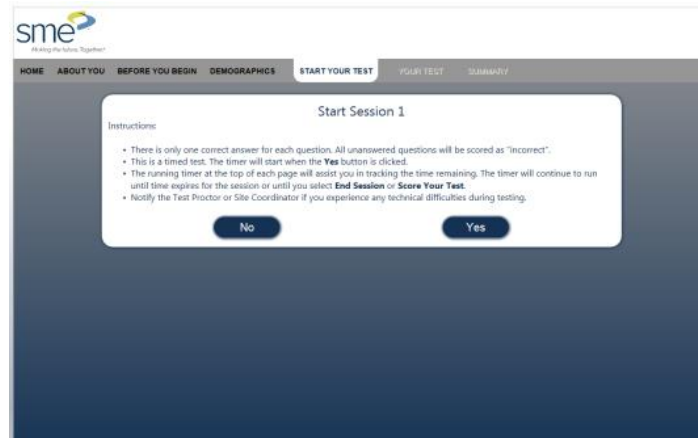 sme
Making the future. Together.®
HOME ABOUT YOU BEFORE YOU BEGIN DEMOGRAPHICS START YOUR TEST YOUR TEST SUMMARY
Start Session 1
Instructions:
• There is only one correct answer for each question. All unanswered questions will be scored as "incorrect".
• This is a timed test. The timer will start when the Yes button is clicked.
• The running timer at the top of each page will assist you in tracking the time remaining. The timer will continue to run
until time expires for the session or until you select End Session or Score Your Test.
• Notify the Test Proctor or Site Coordinator if you experience any technical difficulties during testing.
No Yes